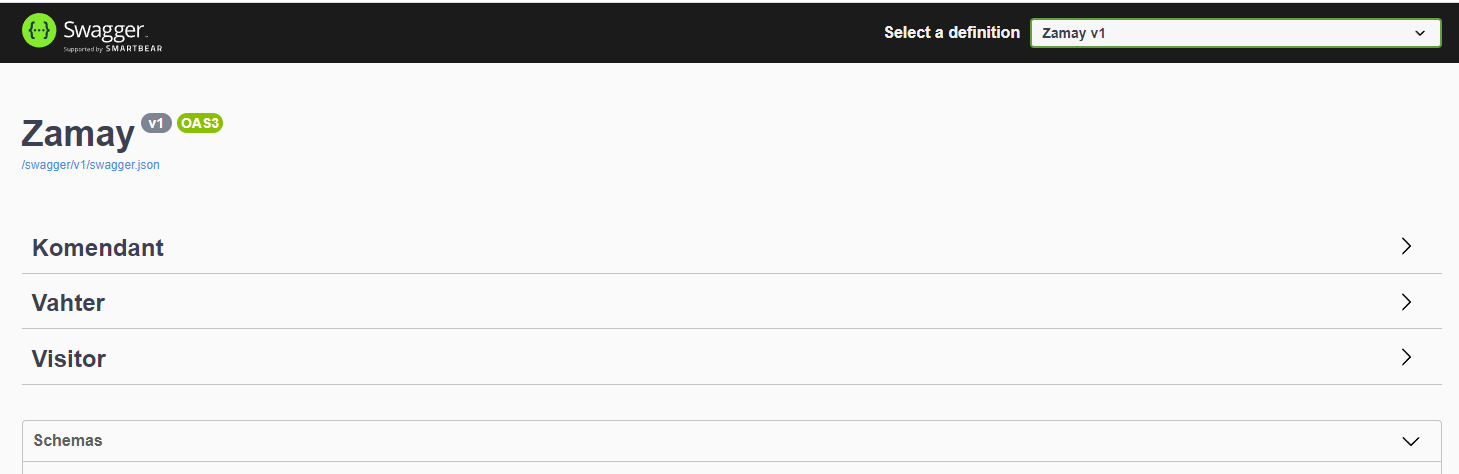 Swagger
Supported by SMARTBEAR
Select a definition
Zamay v1
Zamay v1 OAS3
/swagger/v1/swagger.json
Komendant
Vahter
Visitor
Schemas